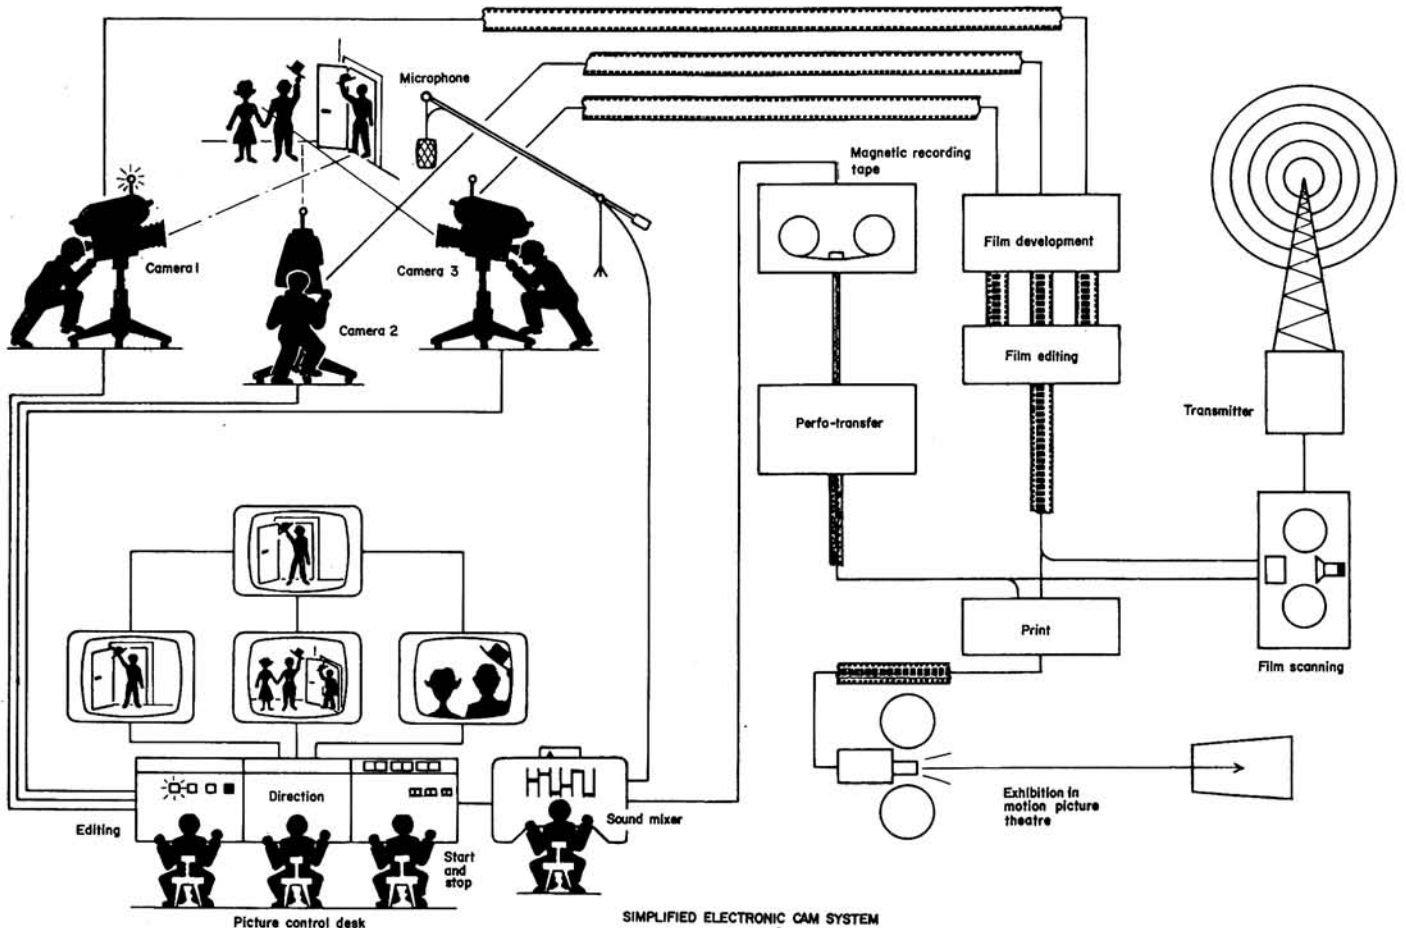 Microphone
Magnetic recording
tape
Film development
Camera 1
Camera 3
Camera 2
Film editing
Transmitter
Perfo-transfer
Print
Film scanning
Direction
Editing
Sound mixer
Exhibition in
motion picture
theatre
Start
and
stop
Picture control desk
SIMPLIFIED ELECTRONIC CAM SYSTEM